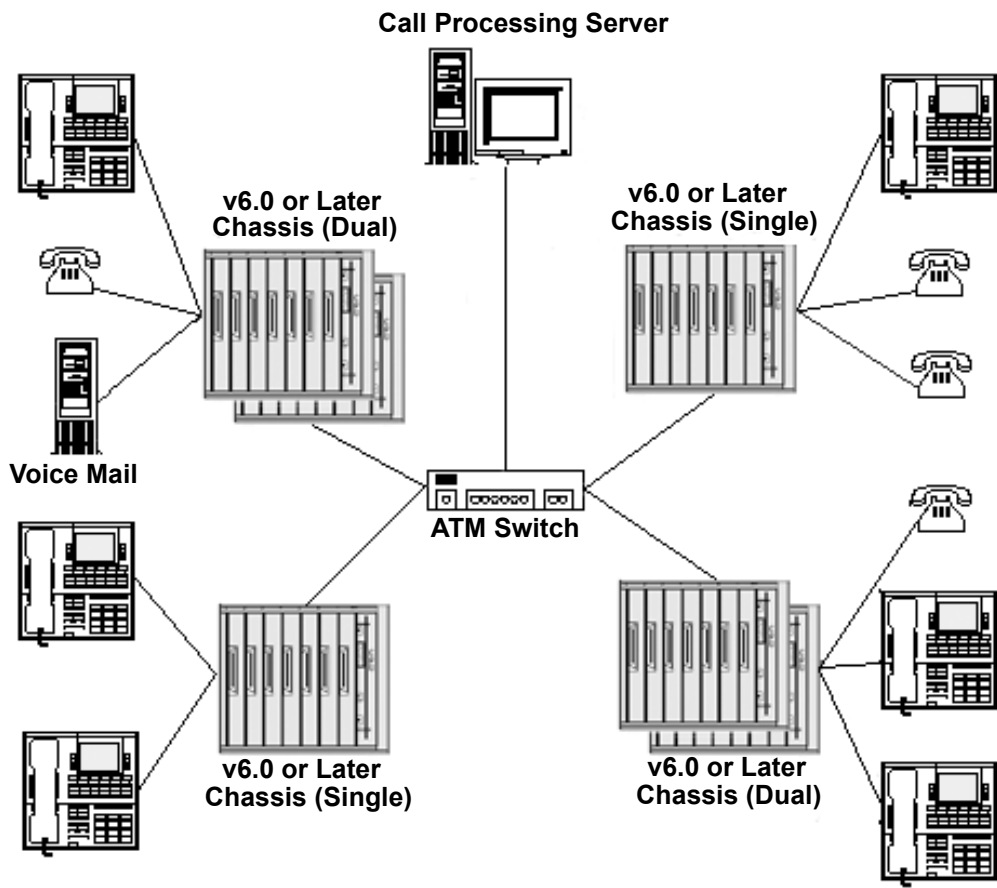 Call Processing Server
v6.0 or Later
Chassis (Dual)
v6.0 or Later
Chassis (Single)
Voice Mail
ATM Switch
v6.0 or Later
Chassis (Single)
v6.0 or Later
Chassis (Dual)